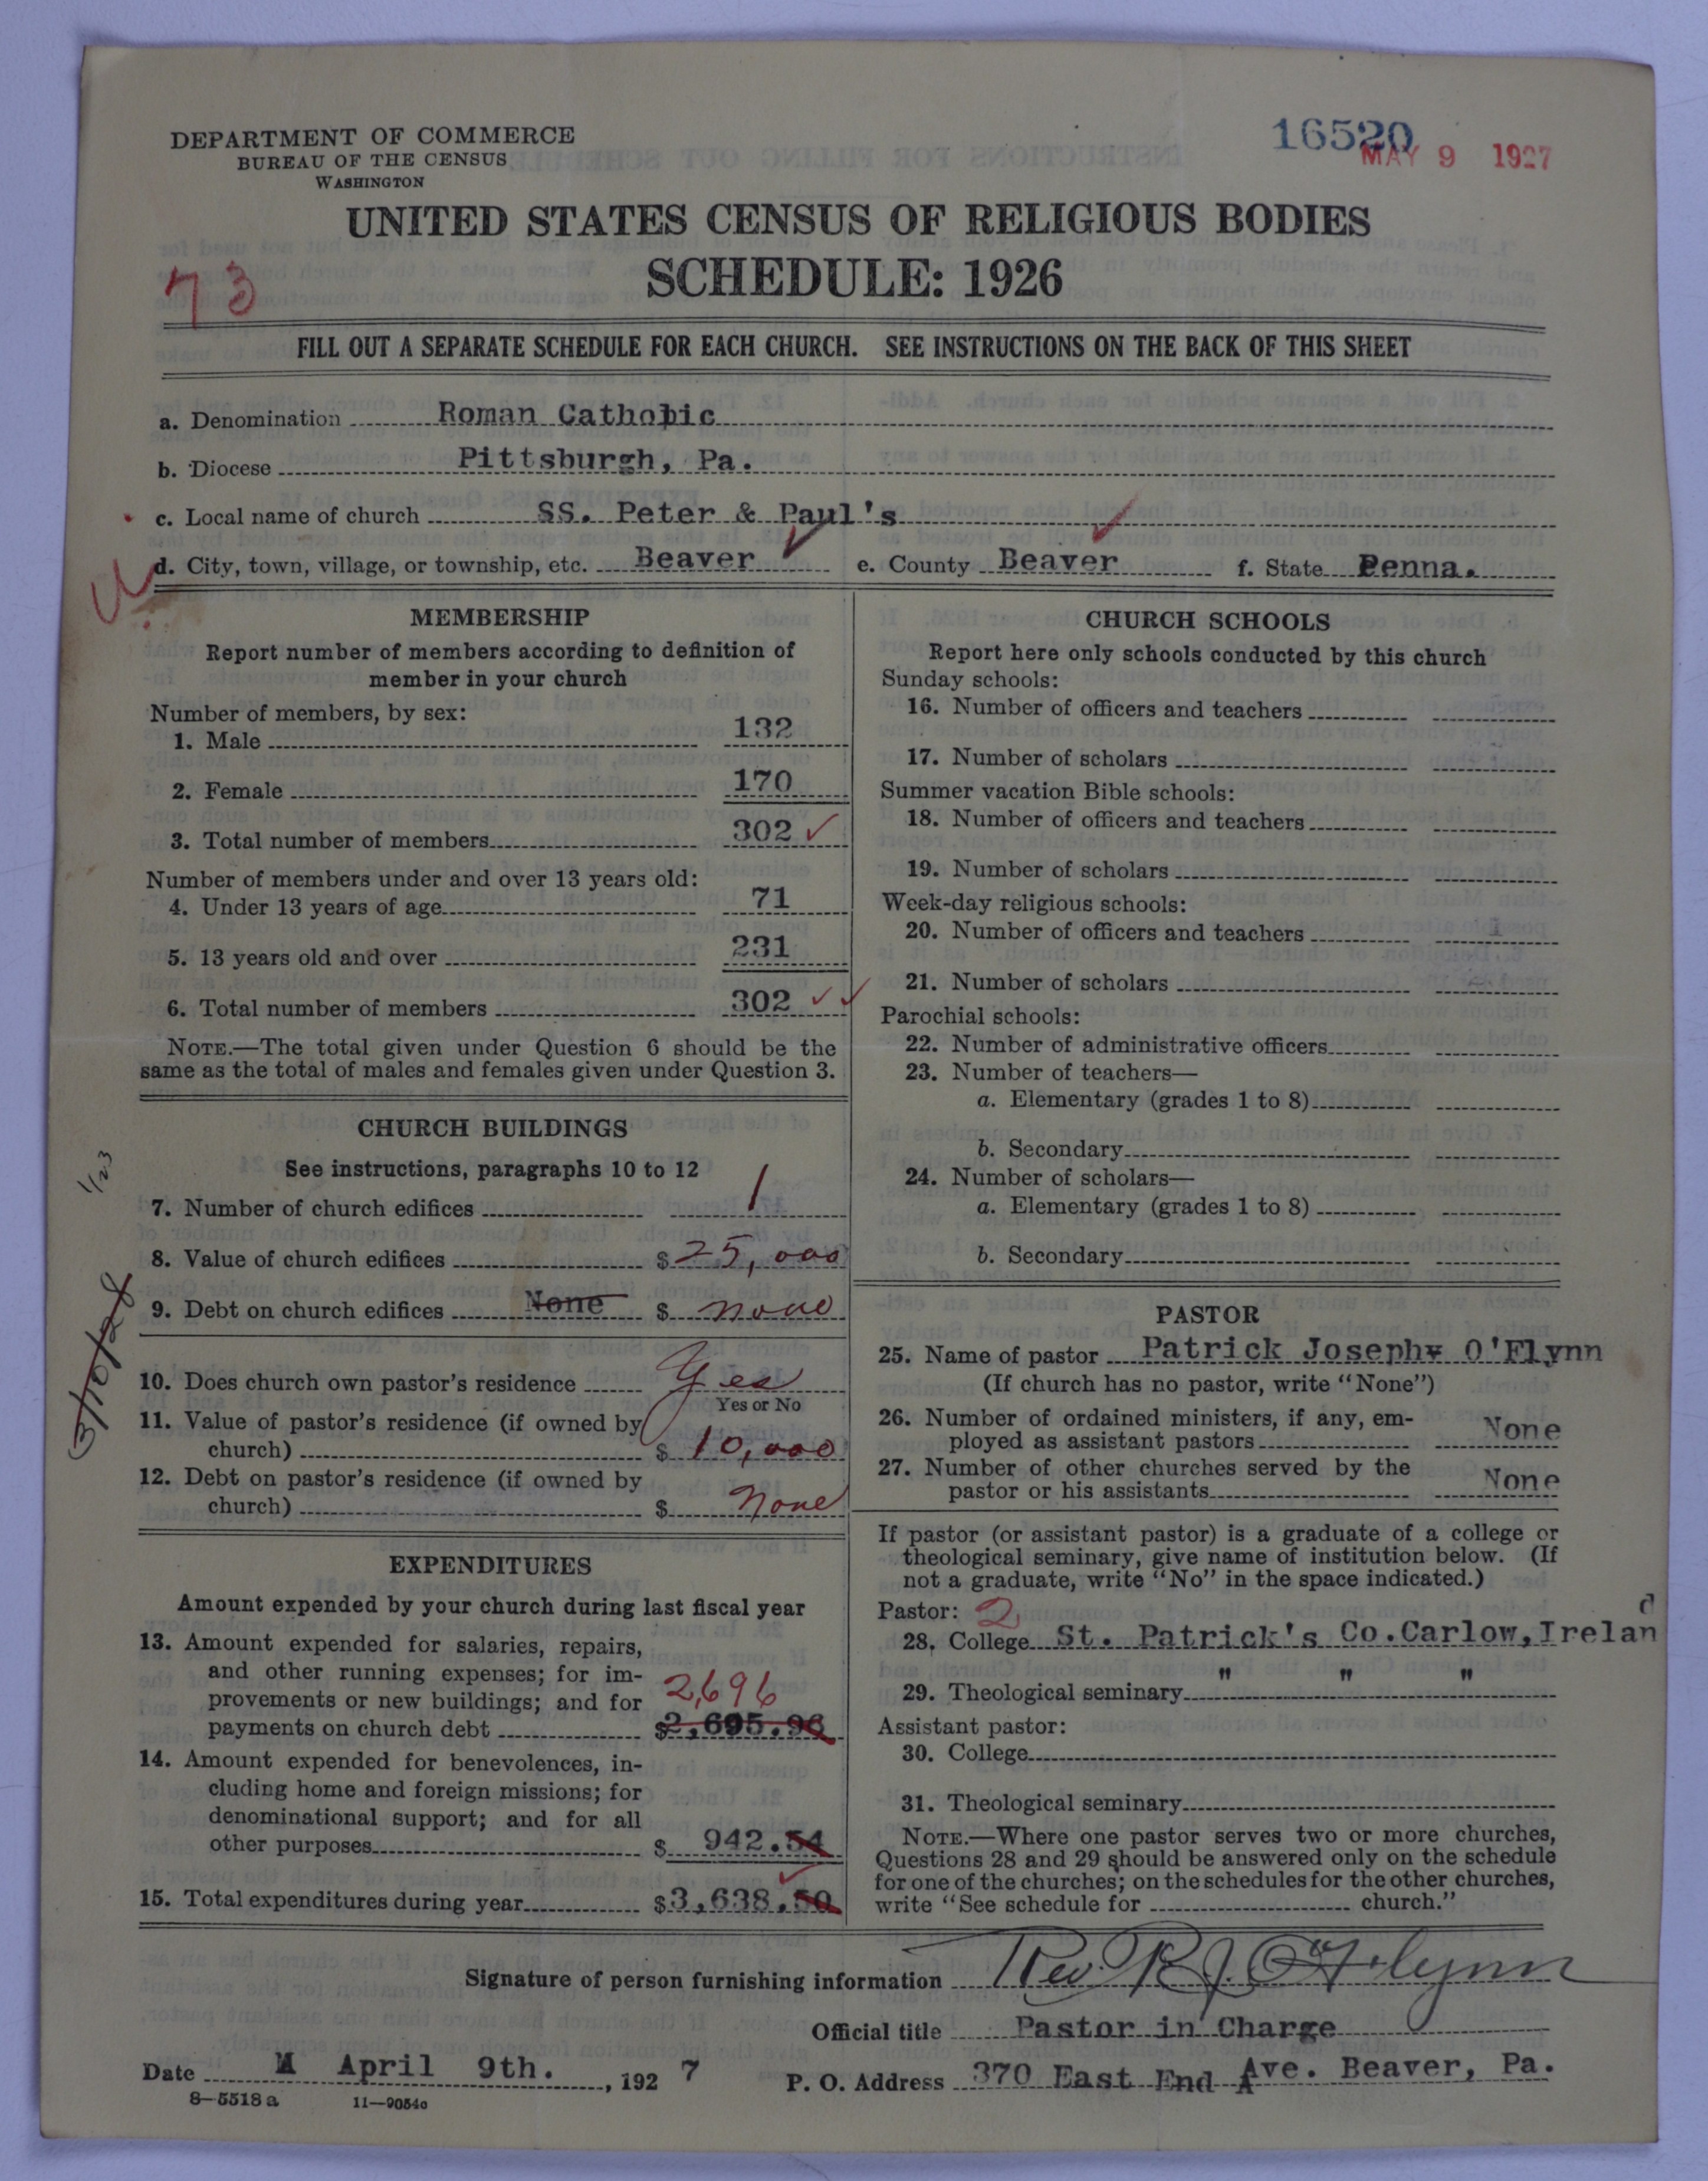 DEPARTMENT OF COMMERCE
BUREAU OF THE CENSUS
WASHINGTON
16520
MAY 9 1927
UNITED STATES CENSUS OF RELIGIOUS BODIES
SCHEDULE: 1926
73
FILL OUT A SEPARATE SCHEDULE FOR EACH CHURCH. SEE INSTRUCTIONS ON THE BACK OF THIS SHEET
a. Denomination Roman Catholic
b. Diocese Pittsburgh, Pa.
c. Local name of church SS. Peter & Paul's
d. City, town, village, or township, etc. Beaver e. County Beaver f. State Penna.
MEMBERSHIP
Report number of members according to definition of
member in your church
Number of members, by sex:
1. Male 132
2. Female 170
3. Total number of members 302 ✓
Number of members under and over 13 years old:
4. Under 13 years of age 71
5. 13 years old and over 231
6. Total number of members 302 ✓ ✓
NOTE.—The total given under Question 6 should be the
same as the total of males and females given under Question 3.
CHURCH BUILDINGS
See instructions, paragraphs 10 to 12
7. Number of church edifices 1
8. Value of church edifices $ 25,000
9. Debt on church edifices None $ none
10. Does church own pastor's residence Yes
Yes or No
11. Value of pastor's residence (if owned by
church) $ 10,000
12. Debt on pastor's residence (if owned by
church) $ none
1/23
3/10/28
EXPENDITURES
Amount expended by your church during last fiscal year
13. Amount expended for salaries, repairs,
and other running expenses; for im-
provements or new buildings; and for 2,696
payments on church debt $2,695.96
14. Amount expended for benevolences, in-
cluding home and foreign missions; for
denominational support; and for all
other purposes $ 942.54
15. Total expenditures during year $3,638.50
CHURCH SCHOOLS
Report here only schools conducted by this church
Sunday schools:
16. Number of officers and teachers
17. Number of scholars
Summer vacation Bible schools:
18. Number of officers and teachers
19. Number of scholars
Week-day religious schools:
20. Number of officers and teachers
21. Number of scholars
Parochial schools:
22. Number of administrative officers
23. Number of teachers—
a. Elementary (grades 1 to 8)
b. Secondary
24. Number of scholars—
a. Elementary (grades 1 to 8)
b. Secondary
PASTOR
25. Name of pastor Patrick Joseph O'Flynn
(If church has no pastor, write "None")
26. Number of ordained ministers, if any, em-
ployed as assistant pastors None
27. Number of other churches served by the
pastor or his assistants None
If pastor (or assistant pastor) is a graduate of a college or
theological seminary, give name of institution below. (If
not a graduate, write "No" in the space indicated.)
Pastor: 2
28. College St. Patrick's Co.Carlow,Ireland
29. Theological seminary " " "
Assistant pastor:
30. College
31. Theological seminary
NOTE.—Where one pastor serves two or more churches,
Questions 28 and 29 should be answered only on the schedule
for one of the churches; on the schedules for the other churches,
write "See schedule for church."
Signature of person furnishing information Rev. P.J. O'Flynn
Official title Pastor in Charge
Date M April 9th. , 192 7 P. O. Address 370 East End Ave. Beaver, Pa.
8—5518 a 11—9054c